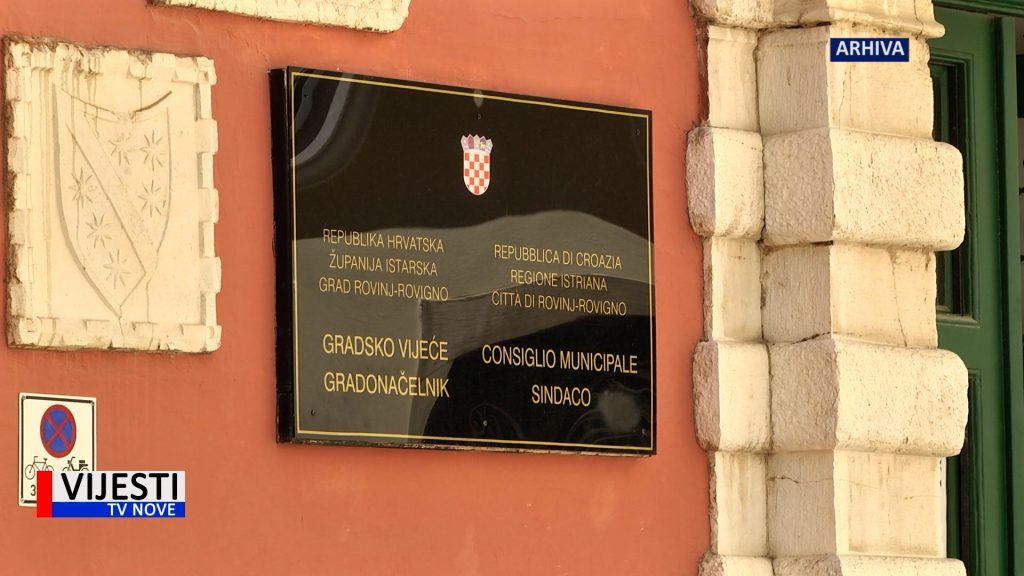 ARHIVA
REPUBLIKA HRVATSKA
ŽUPANIJA ISTARSKA
GRAD ROVINJ-ROVIGNO
GRADSKO VIJEĆE
GRADONAČELNIK
REPUBBLICA DI CROAZIA
REGIONE ISTRIANA
CITTÀ DI ROVINJ-ROVIGNO
CONSIGLIO MUNICIPALE
SINDACO
VIJESTI
TV NOVE